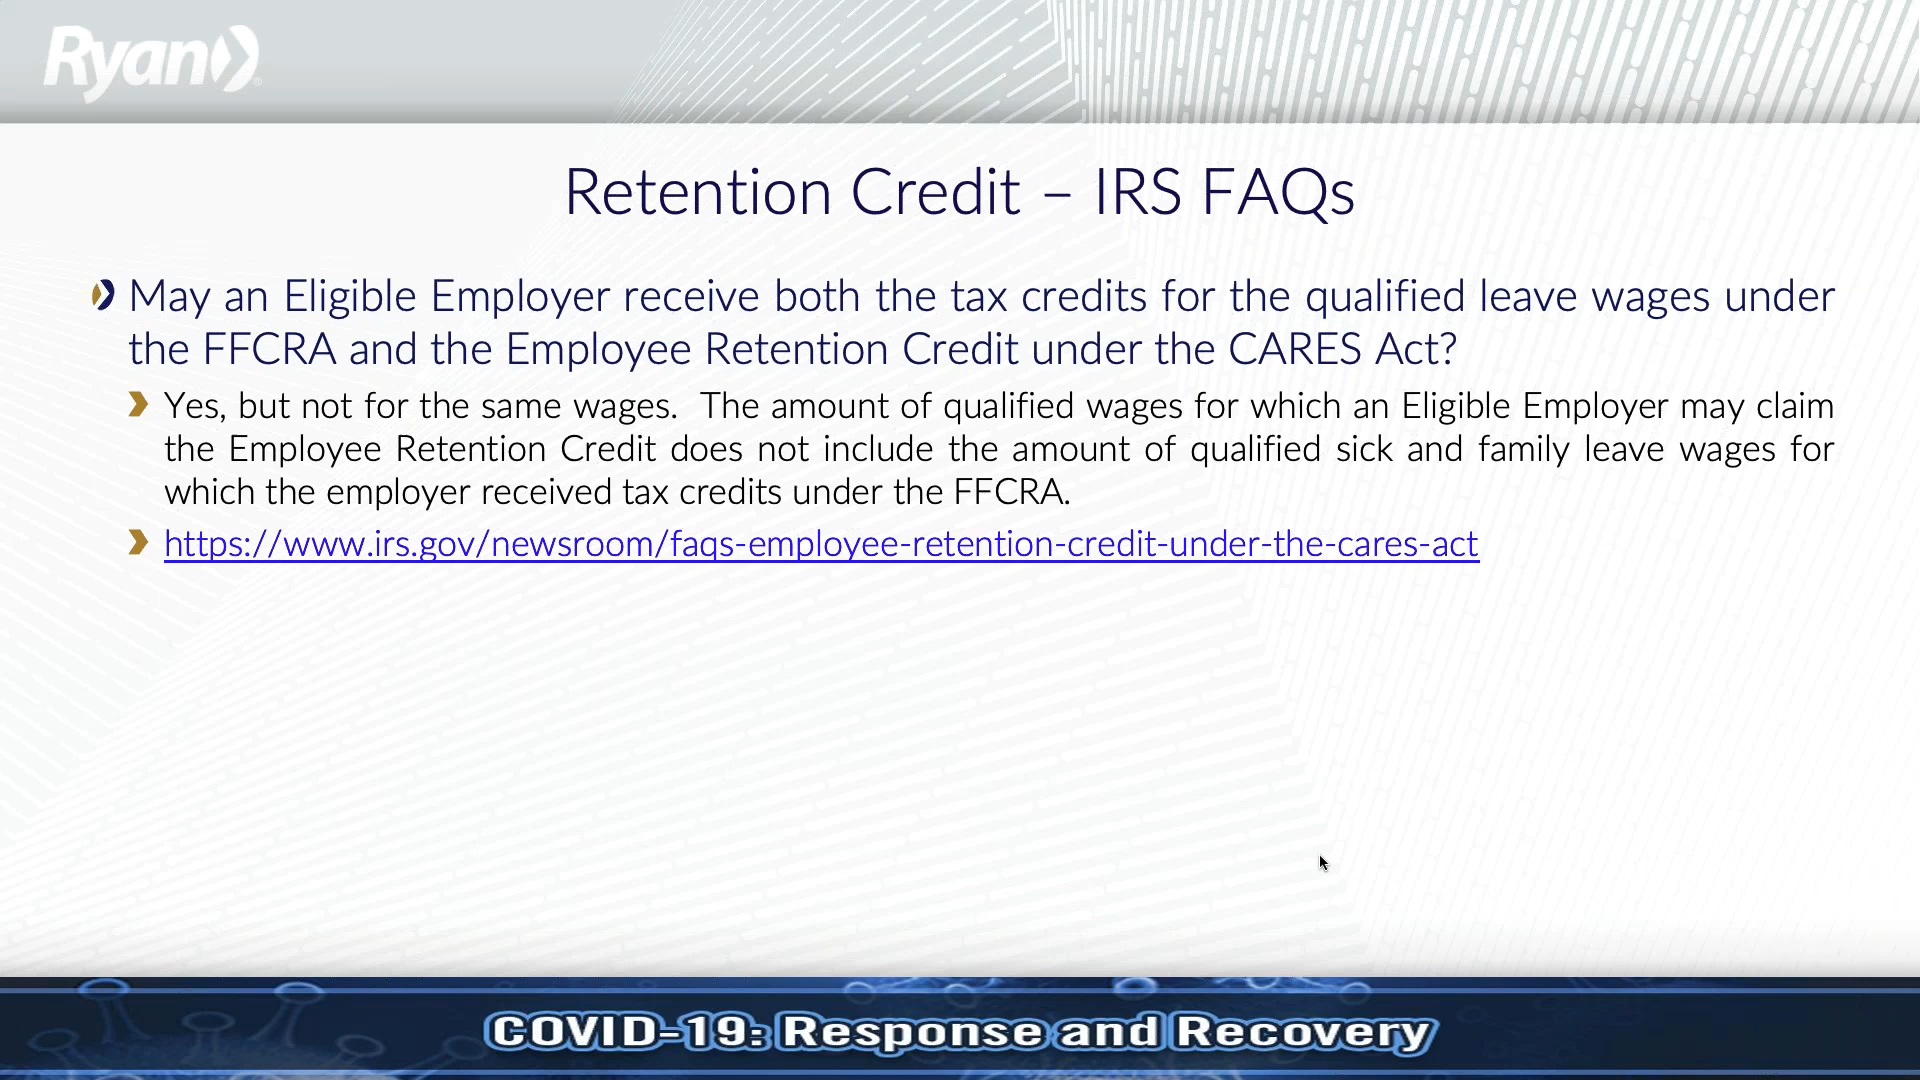 Ryan
Retention Credit – IRS FAQs
May an Eligible Employer receive both the tax credits for the qualified leave wages under
the FFCRA and the Employee Retention Credit under the CARES Act?
Yes, but not for the same wages.  The amount of qualified wages for which an Eligible Employer may claim
the Employee Retention Credit does not include the amount of qualified sick and family leave wages for
which the employer received tax credits under the FFCRA.
https://www.irs.gov/newsroom/faqs-employee-retention-credit-under-the-cares-act
COVID-19: Response and Recovery